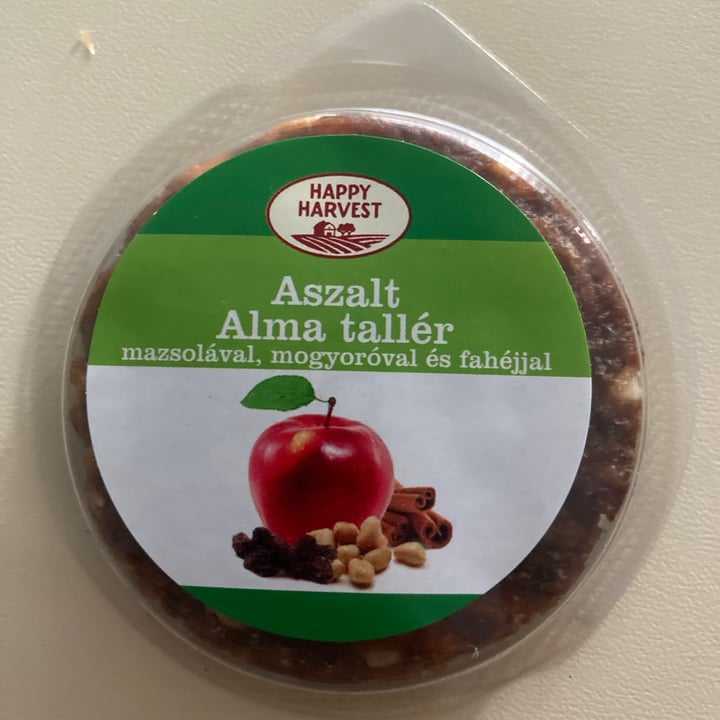 HAPPY
HARVEST
Aszalt
Alma tallér
mazsolával, mogyoróval és fahéjjal